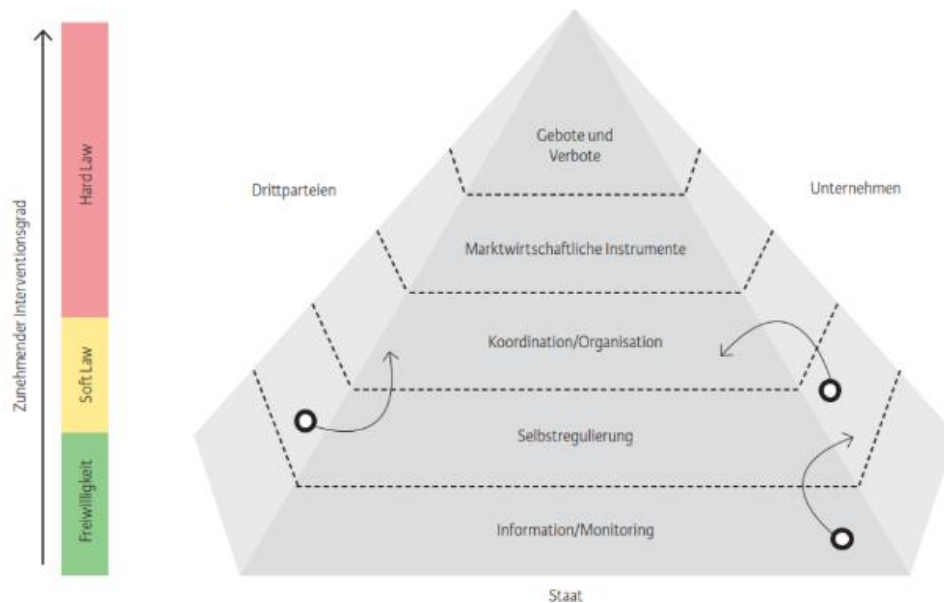 Zunehmender Interventionsgrad
Hard Law
Soft Law
Freiwilligkeit
Drittparteien
Unternehmen
Gebote und
Verbote
Marktwirtschaftliche Instrumente
Koordination/Organisation
Selbstregulierung
Information/Monitoring
Staat